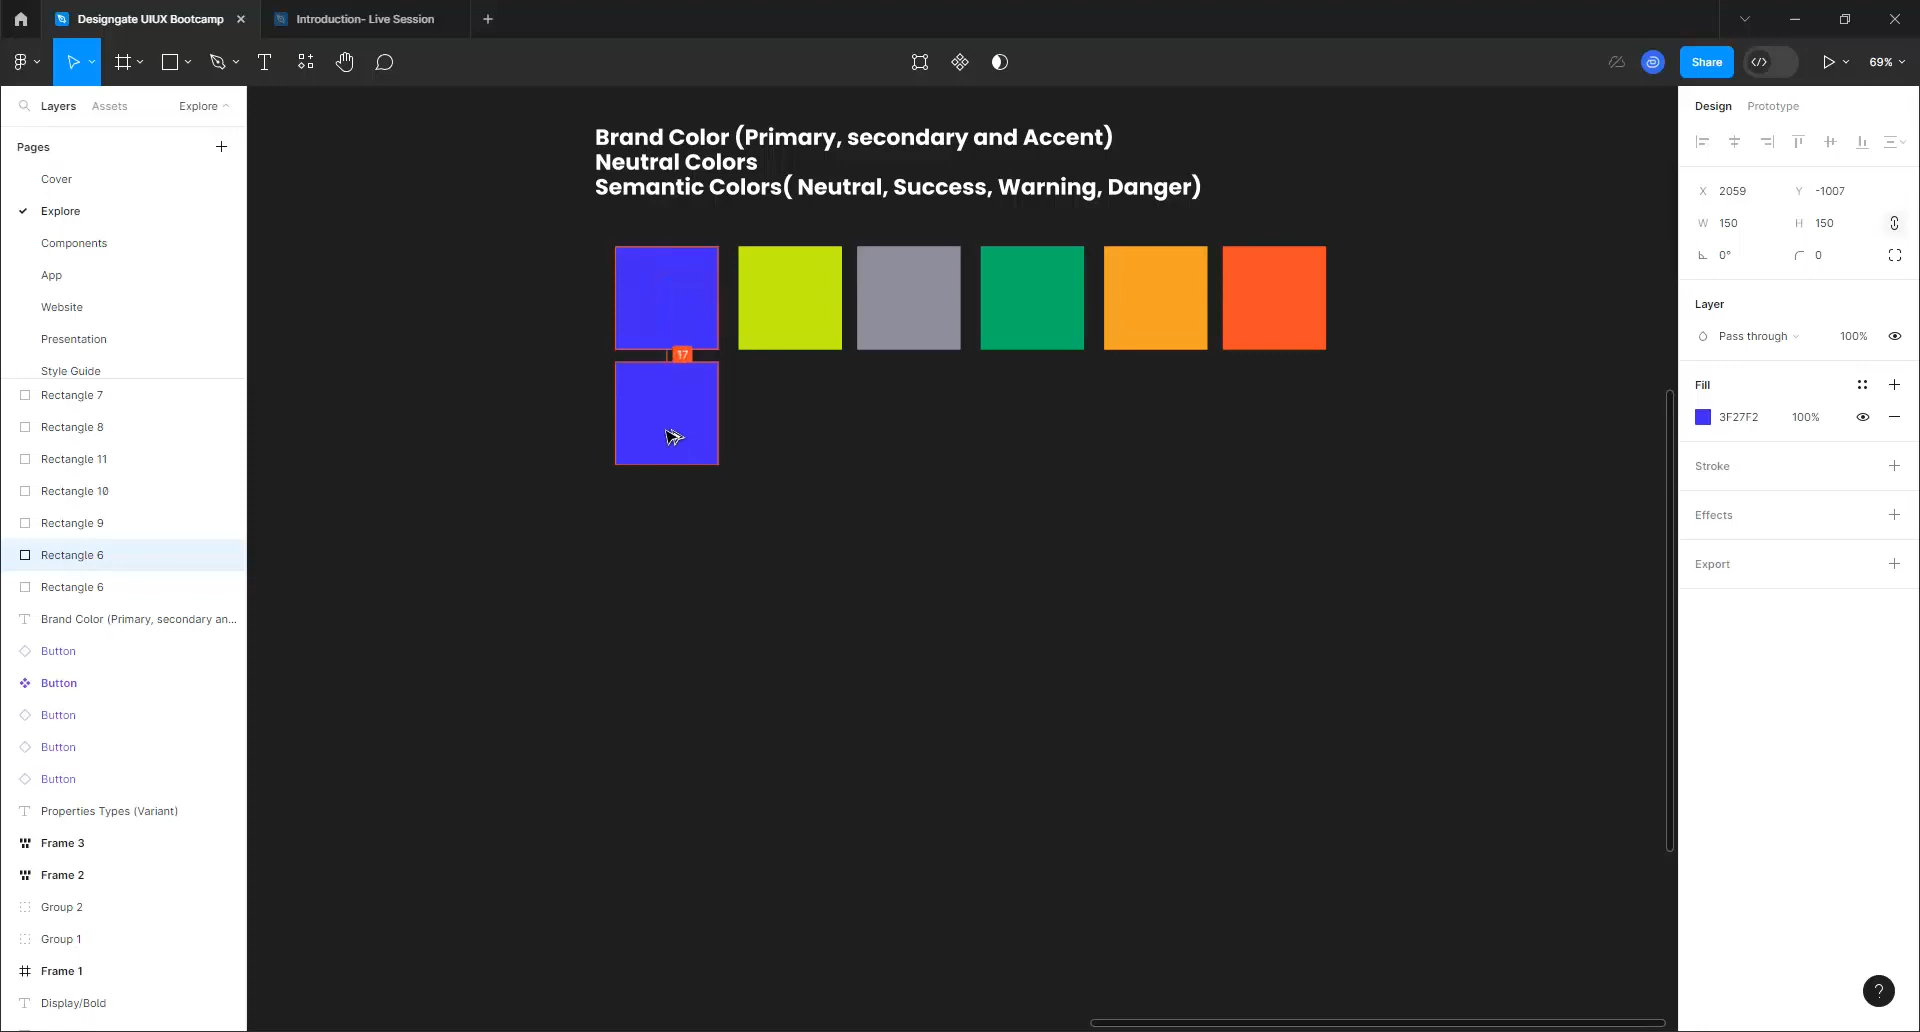 Designgate UIUX Bootcamp
Introduction- Live Session
Share
69%
Layers
Assets
Explore
Pages
Cover
Explore
Components
App
Website
Presentation
Style Guide
Rectangle 7
Rectangle 8
Rectangle 11
Rectangle 10
Rectangle 9
Rectangle 6
Rectangle 6
Brand Color (Primary, secondary an...
Button
Button
Button
Button
Button
Properties Types (Variant)
Frame 3
Frame 2
Group 2
Group 1
Frame 1
Display/Bold
Brand Color (Primary, secondary and Accent)
Neutral Colors
Semantic Colors( Neutral, Success, Warning, Danger)
17
Design
Prototype
X 2059 Y -1007
W 150 H 150
0° 0
Layer
Pass through 100%
Fill
3F27F2 100%
Stroke
Effects
Export
?